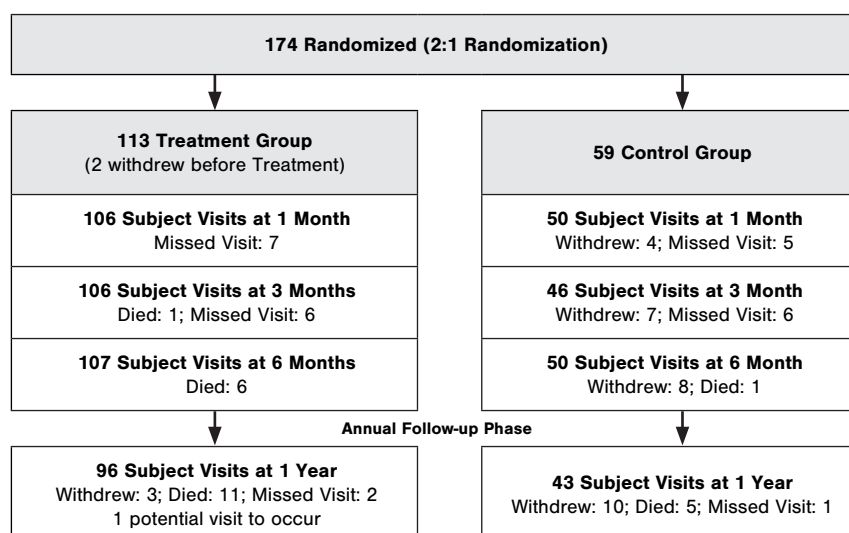 174 Randomized (2:1 Randomization)
113 Treatment Group
(2 withdrew before Treatment)
106 Subject Visits at 1 Month
Missed Visit: 7
106 Subject Visits at 3 Months
Died: 1; Missed Visit: 6
107 Subject Visits at 6 Months
Died: 6
59 Control Group
50 Subject Visits at 1 Month
Withdrew: 4; Missed Visit: 5
46 Subject Visits at 3 Month
Withdrew: 7; Missed Visit: 6
50 Subject Visits at 6 Month
Withdrew: 8; Died: 1
Annual Follow-up Phase
96 Subject Visits at 1 Year
Withdrew: 3; Died: 11; Missed Visit: 2
1 potential visit to occur
43 Subject Visits at 1 Year
Withdrew: 10; Died: 5; Missed Visit: 1